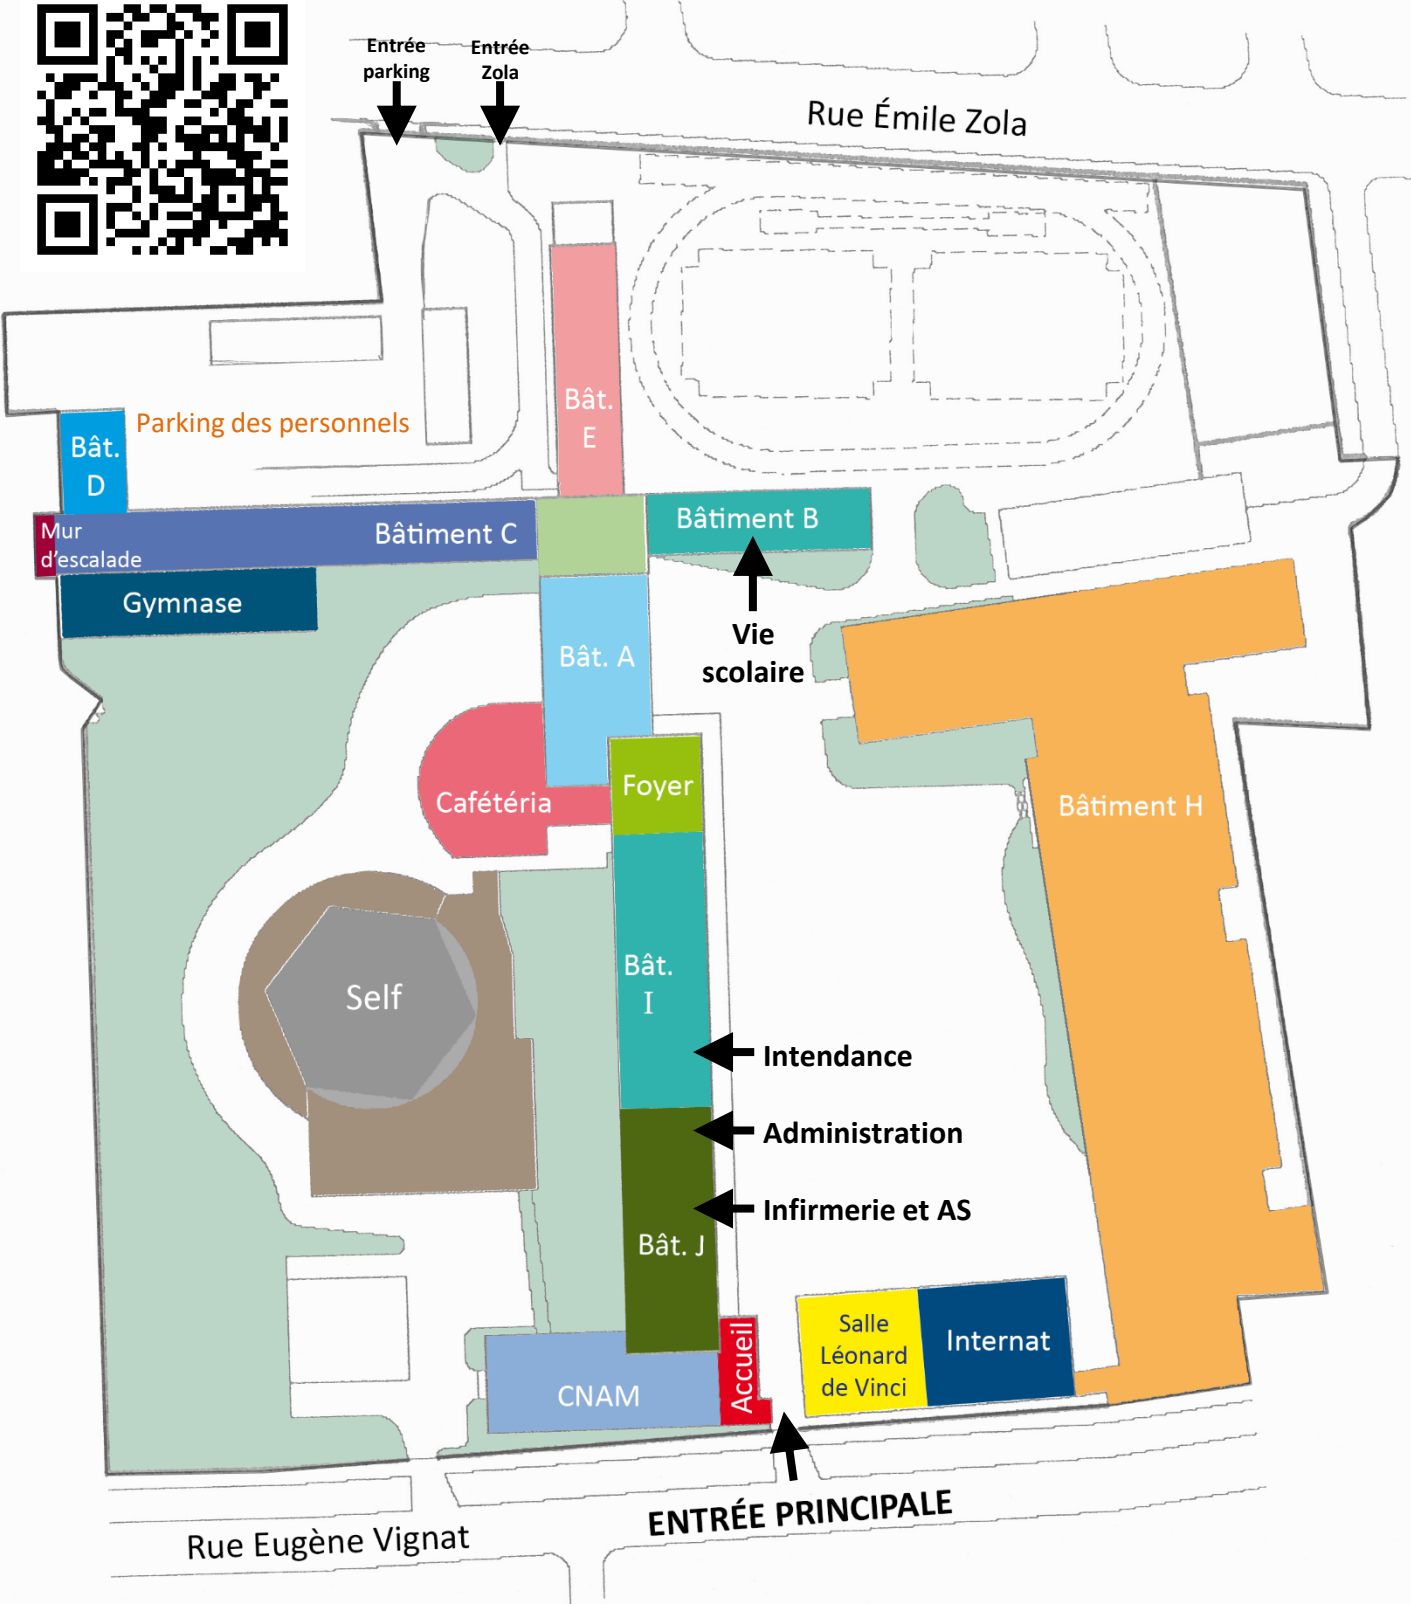 Entrée
parking
Entrée
Zola
Rue Émile Zola
Parking des personnels
Bât.
E
Bât.
D
Mur
d'escalade
Bâtiment C
Bâtiment B
Gymnase
Vie
scolaire
Bât. A
Foyer
Cafétéria
Bâtiment H
Bât.
I
Self
Intendance
Administration
Infirmerie et AS
Bât. J
Salle
Léonard
de Vinci
Internat
Accueil
CNAM
ENTRÉE PRINCIPALE
Rue Eugène Vignat